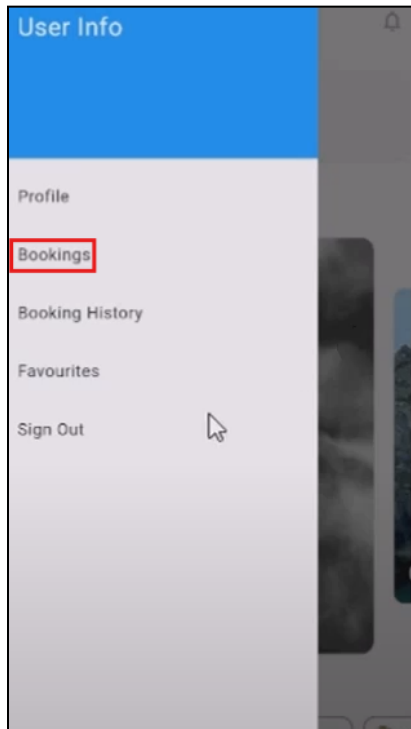 User Info
Profile
Bookings
Booking History
Favourites
Sign Out